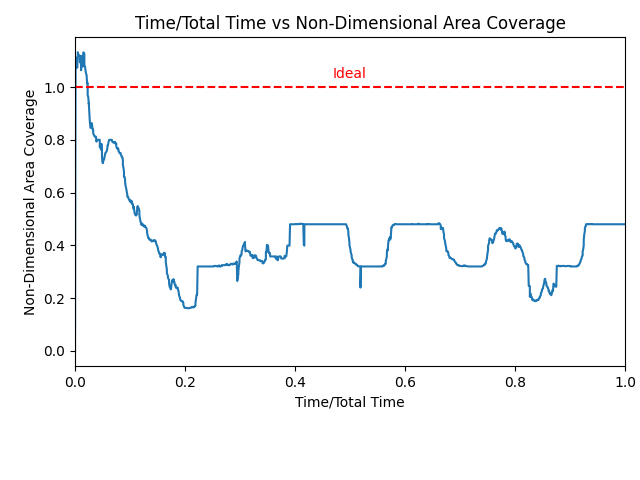 Time/Total Time vs Non-Dimensional Area Coverage
Ideal
1.0
0.8
0.6
0.4
0.2
0.0
Non-Dimensional Area Coverage
0.0 0.2 0.4 0.6 0.8 1.0
Time/Total Time